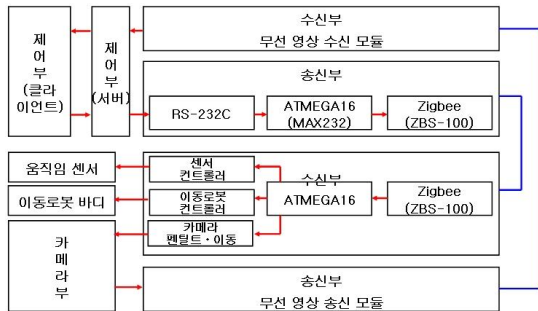 제
어
부
(클라
이언트)
제
어
부
(서버)
수신부
무선 영상 수신 모듈
송신부
RS-232C
ATMEGA16
(MAX232)
Zigbee
(ZBS-100)
움직임 센서
이동로봇 바디
카
메
라
부
수신부
센서
컨트롤러
이동로봇
컨트롤러
카메라
펜틸트·이동
ATMEGA16
Zigbee
(ZBS-100)
송신부
무선 영상 송신 모듈